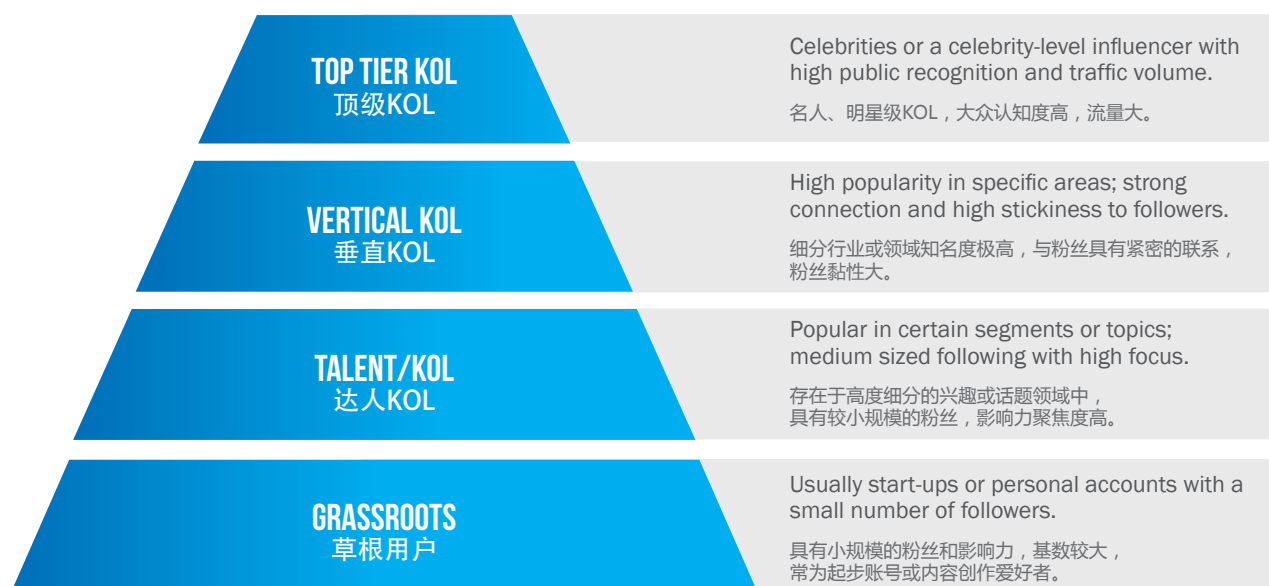 TOP TIER KOL
顶级KOL
Celebrities or a celebrity-level influencer with
high public recognition and traffic volume.
名人、明星级KOL，大众认知度高，流量大。
VERTICAL KOL
垂直KOL
High popularity in specific areas; strong
connection and high stickiness to followers.
细分行业或领域知名度极高，与粉丝具有紧密的联系，
粉丝黏性大。
TALENT/KOL
达人KOL
Popular in certain segments or topics;
medium sized following with high focus.
存在于高度细分的兴趣或话题领域中，
具有较小规模的粉丝，影响力聚焦度高。
GRASSROOTS
草根用户
Usually start-ups or personal accounts with a
small number of followers.
具有小规模的粉丝和影响力，基数较大，
常为起步账号或内容创作爱好者。